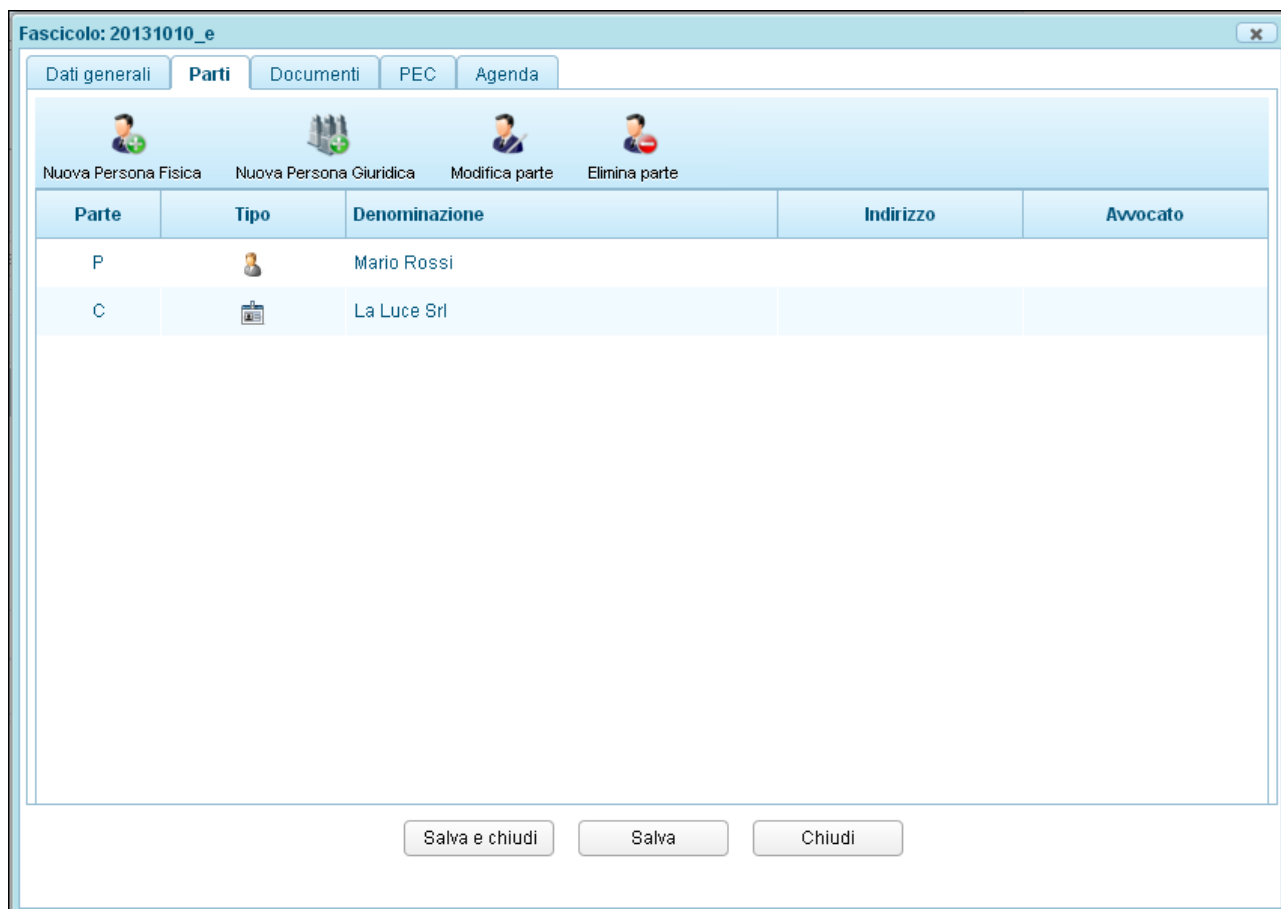 Fascicolo: 20131010_e
Dati generali Parti Documenti PEC Agenda
Nuova Persona Fisica Nuova Persona Giuridica Modifica parte Elimina parte
Parte Tipo Denominazione Indirizzo Avvocato
P Mario Rossi
C La Luce Srl
Salva e chiudi Salva Chiudi